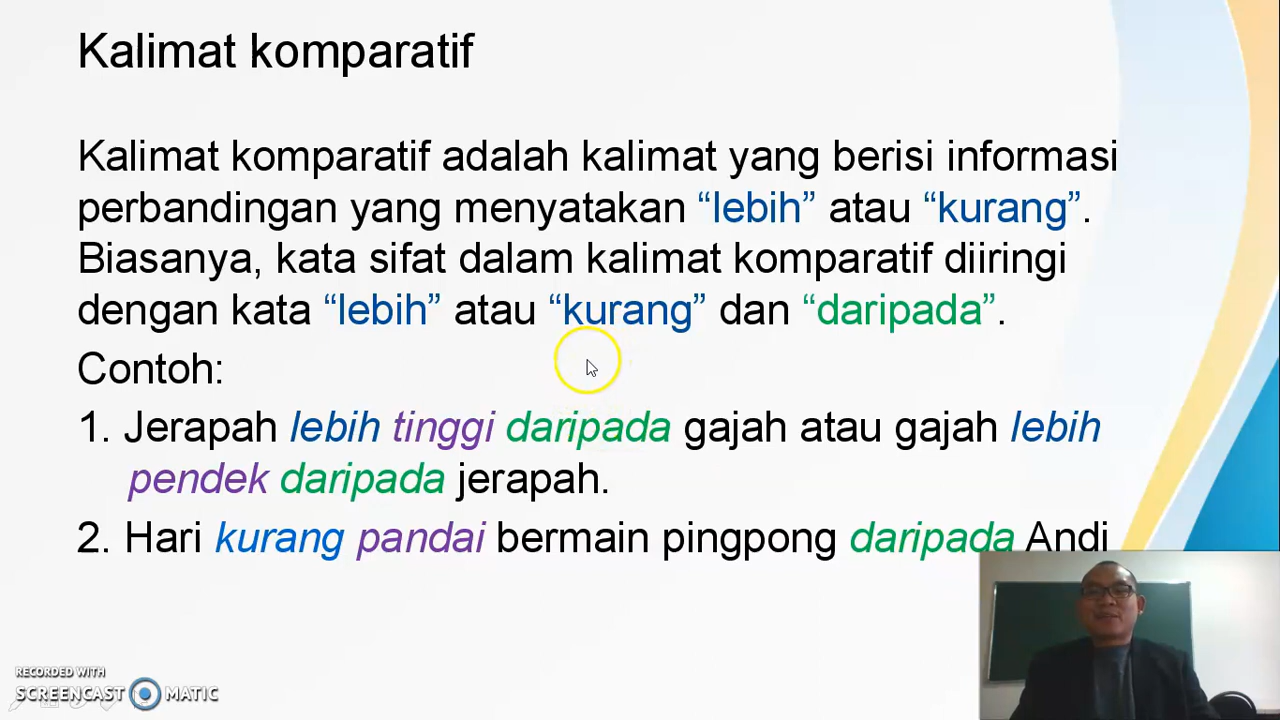 Kalimat komparatif
Kalimat komparatif adalah kalimat yang berisi informasi
perbandingan yang menyatakan “lebih” atau “kurang”.
Biasanya, kata sifat dalam kalimat komparatif diiringi
dengan kata “lebih” atau “kurang” dan “daripada”.
Contoh:
1. Jerapah lebih tinggi daripada gajah atau gajah lebih
pendek daripada jerapah.
2. Hari kurang pandai bermain pingpong daripada Andi
RECORDED WITH
SCREENCAST MATIC